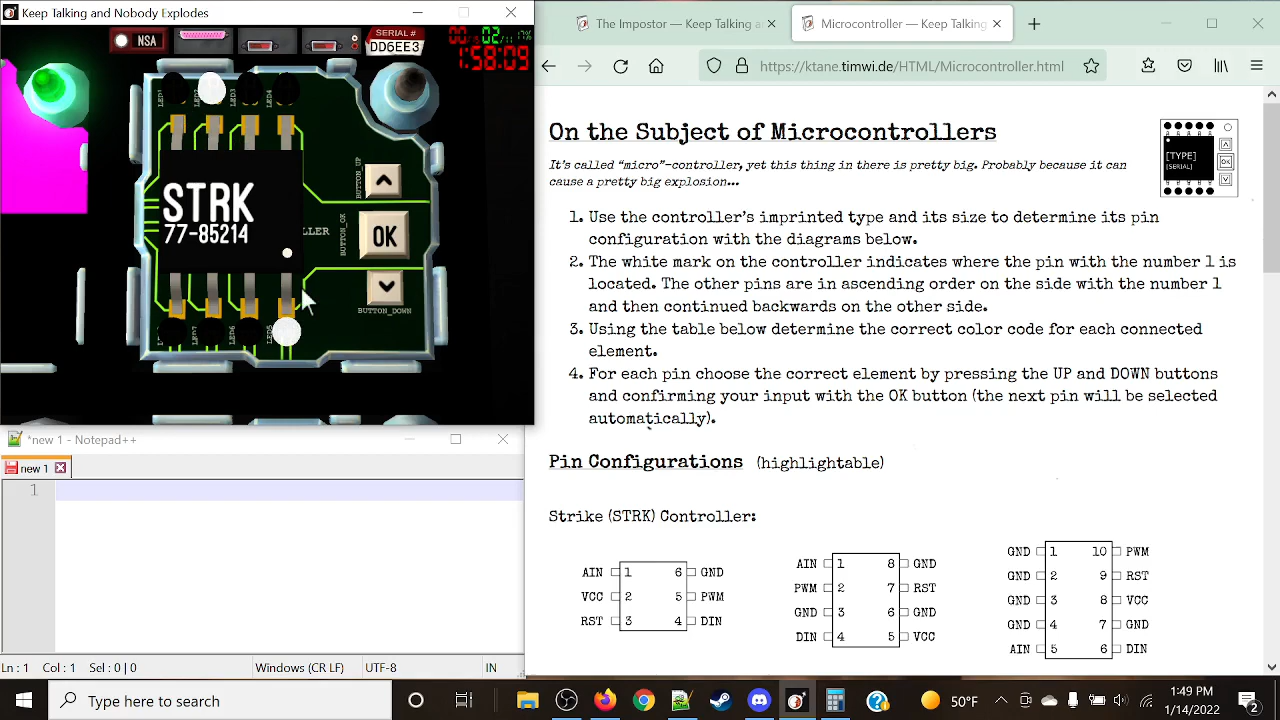 Keep Talking and Nobody Explodes
NSA
SERIAL #
DD6EE3
02
17%
1:58:09
LED1
LED2
LED3
LED4
STRK
77-85214
LLER
BUTTON_UP
BUTTON_OK
OK
BUTTON_DOWN
LED7
LED6
LED5
The Impostor — Keep Talking a
Microcontroller — Keep Talking
https://ktane.timwi.de/HTML/Microcontroller.html
On the Subject of Microcontrollers
It's called "micro"-controller, yet this thing in there is pretty big. Probably because it can
cause a pretty big explosion...
[TYPE]
[SERIAL]
OK
1. Use the controller's imprinted type and its size to determine its pin
configuration with the diagrams below.
2. The white mark on the controller indicates where the pin with the number 1 is
located. The other pins are in ascending order on the side with the number 1
and then continued backwards on the other side.
3. Using the table below determine the correct color code for each connected
element.
4. For each pin choose the correct element by pressing the UP and DOWN buttons
and confirming your input with the OK button (the next pin will be selected
automatically).
Pin Configurations (highlightable)
Strike (STRK) Controller:
AIN 1 6 GND
VCC 2 5 PWM
RST 3 4 DIN
AIN 1 8 GND
PWM 2 7 RST
GND 3 6 GND
DIN 4 5 VCC
GND 1 10 PWM
GND 2 9 RST
GND 3 8 VCC
GND 4 7 GND
AIN 5 6 DIN
*new 1 - Notepad++
new 1
1
Ln : 1 Col : 1 Sel : 0 | 0
Windows (CR LF)
UTF-8
IN
Type here to search
50°F
1:49 PM
1/14/2022
2